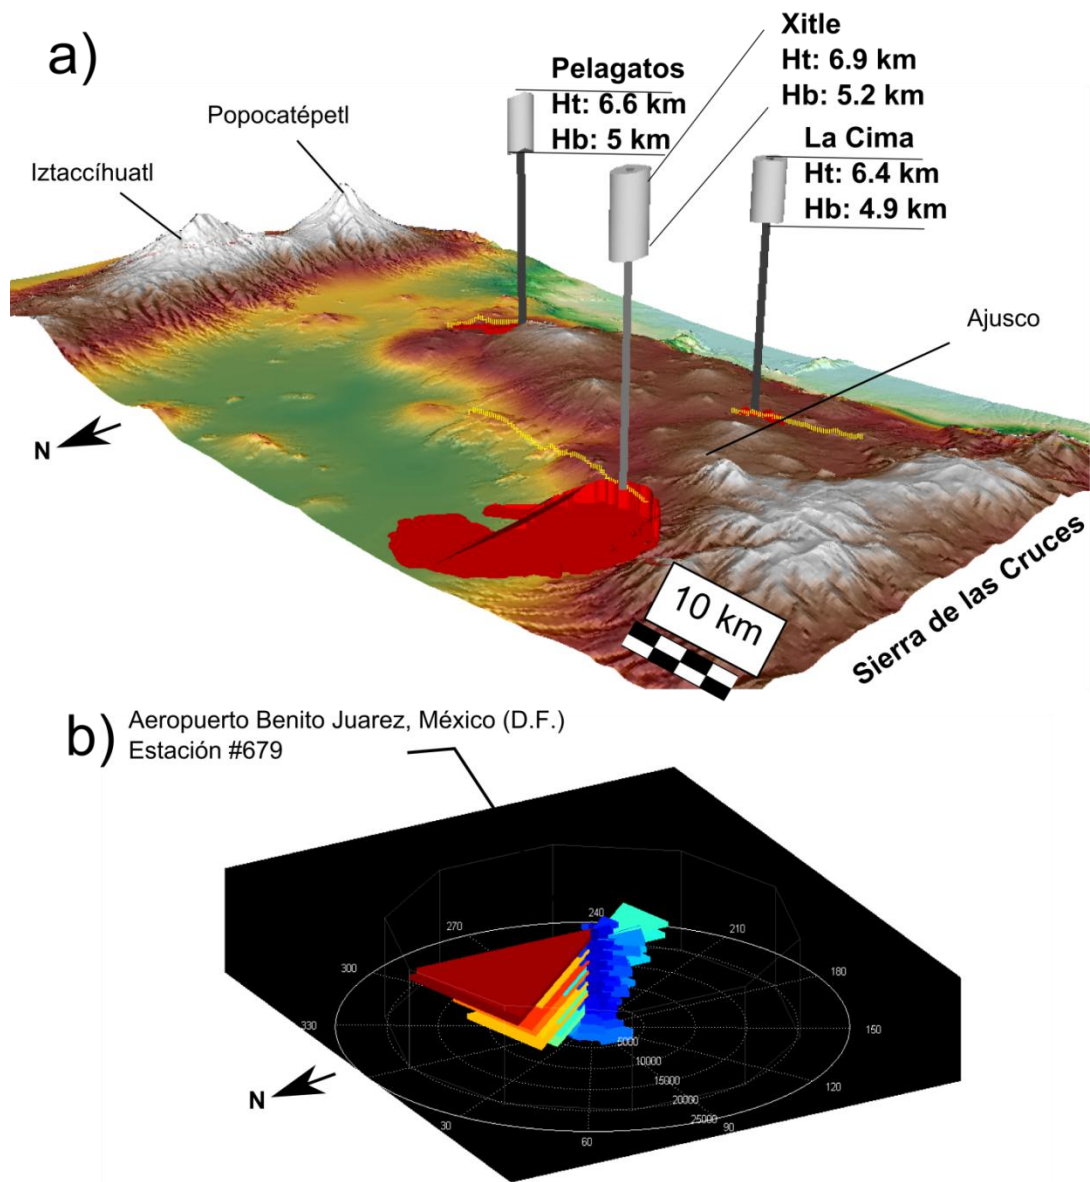 a)
Xitle
Ht: 6.9 km
Hb: 5.2 km
Pelagatos
Ht: 6.6 km
Hb: 5 km
La Cima
Ht: 6.4 km
Hb: 4.9 km
Popocatépetl
Iztaccíhuatl
Ajusco
N
10 km
Sierra de las Cruces
b)
Aeropuerto Benito Juarez, México (D.F.)
Estación #679
240
270
210
300
180
330
150
5000
10000
15000
20000
25000
120
90
60
30
N